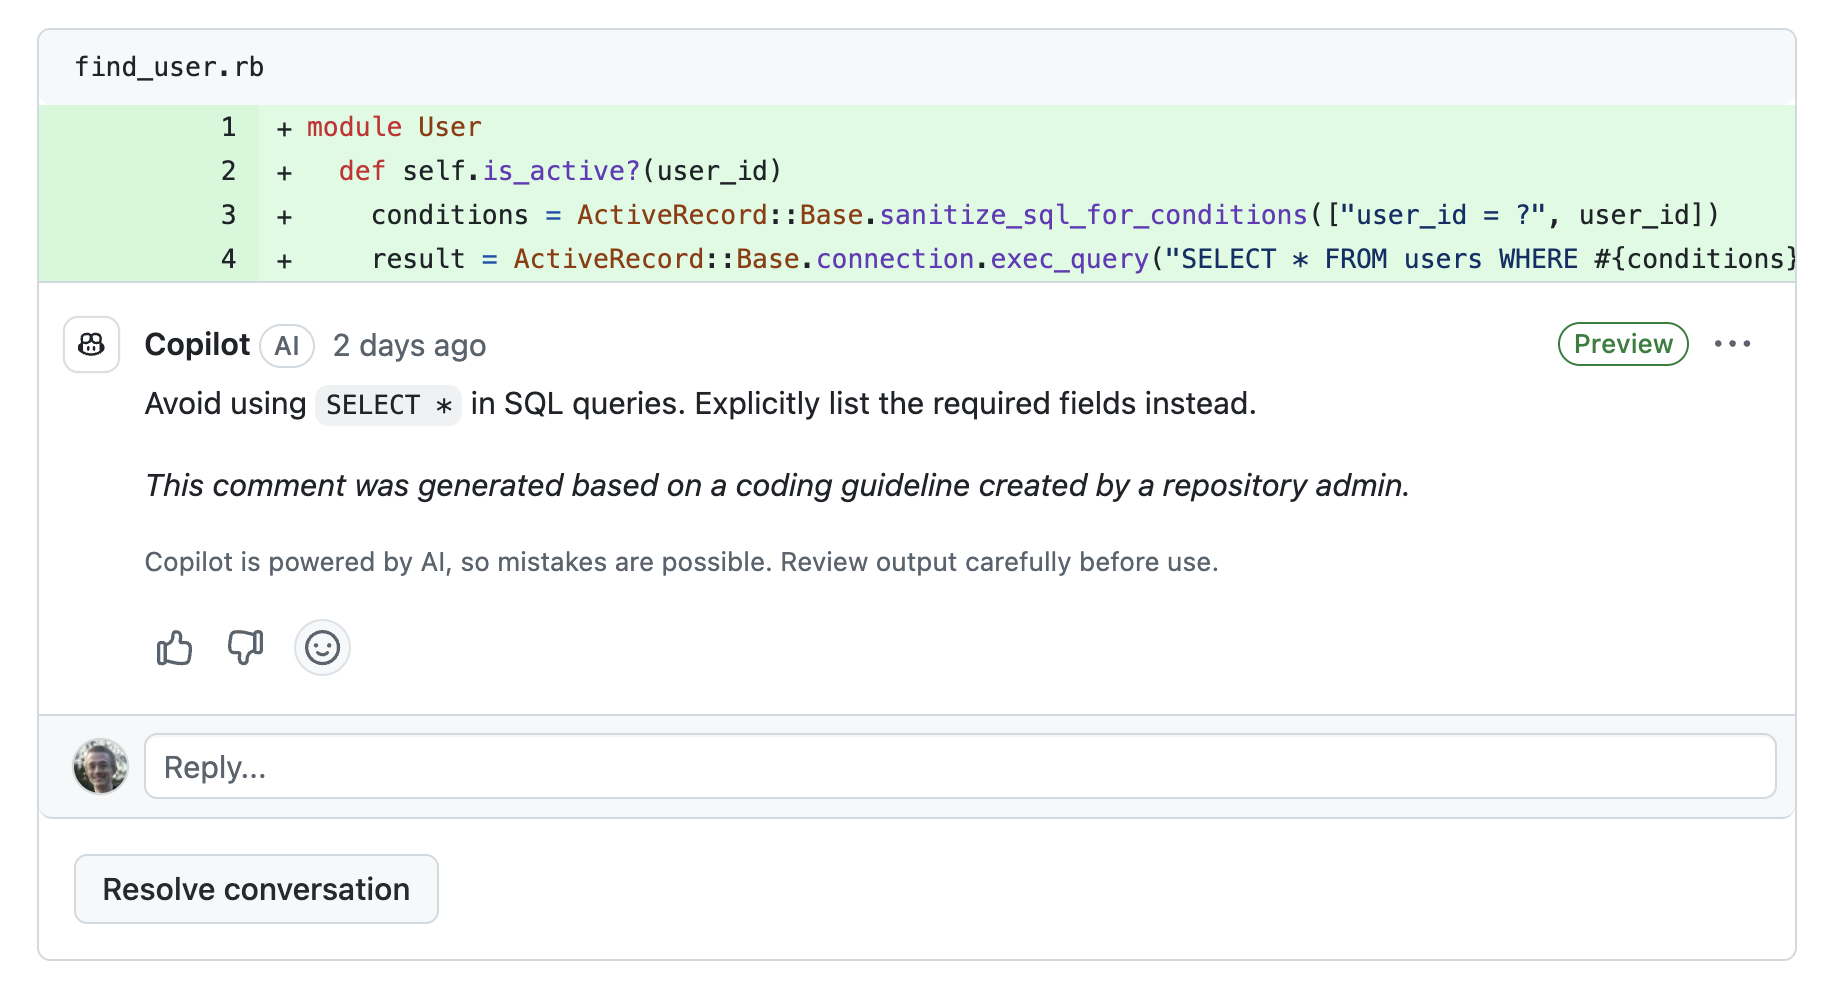 find_user.rb
1 + module User
2 +   def self.is_active?(user_id)
3 +     conditions = ActiveRecord::Base.sanitize_sql_for_conditions(["user_id = ?", user_id])
4 +     result = ActiveRecord::Base.connection.exec_query("SELECT * FROM users WHERE #{conditions}
Copilot AI 2 days ago Preview
Avoid using SELECT * in SQL queries. Explicitly list the required fields instead.
This comment was generated based on a coding guideline created by a repository admin.
Copilot is powered by AI, so mistakes are possible. Review output carefully before use.
Reply...
Resolve conversation